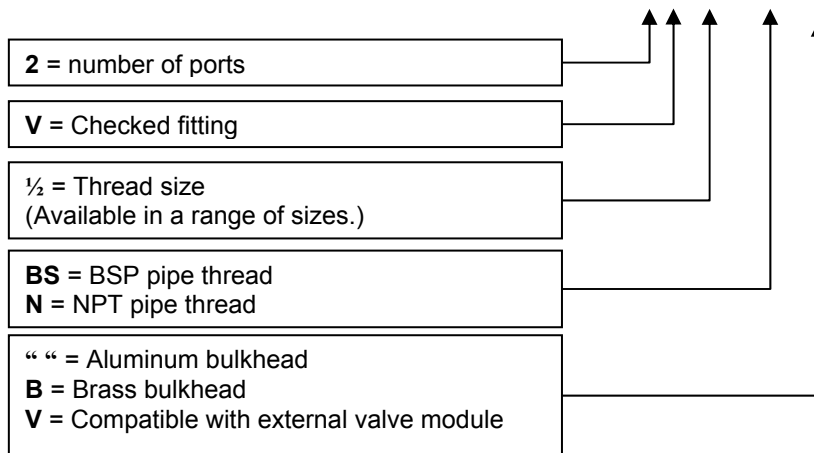 2 = number of ports
V = Checked fitting
½ = Thread size
(Available in a range of sizes.)
BS = BSP pipe thread
N = NPT pipe thread
“ “ = Aluminum bulkhead
B = Brass bulkhead
V = Compatible with external valve module